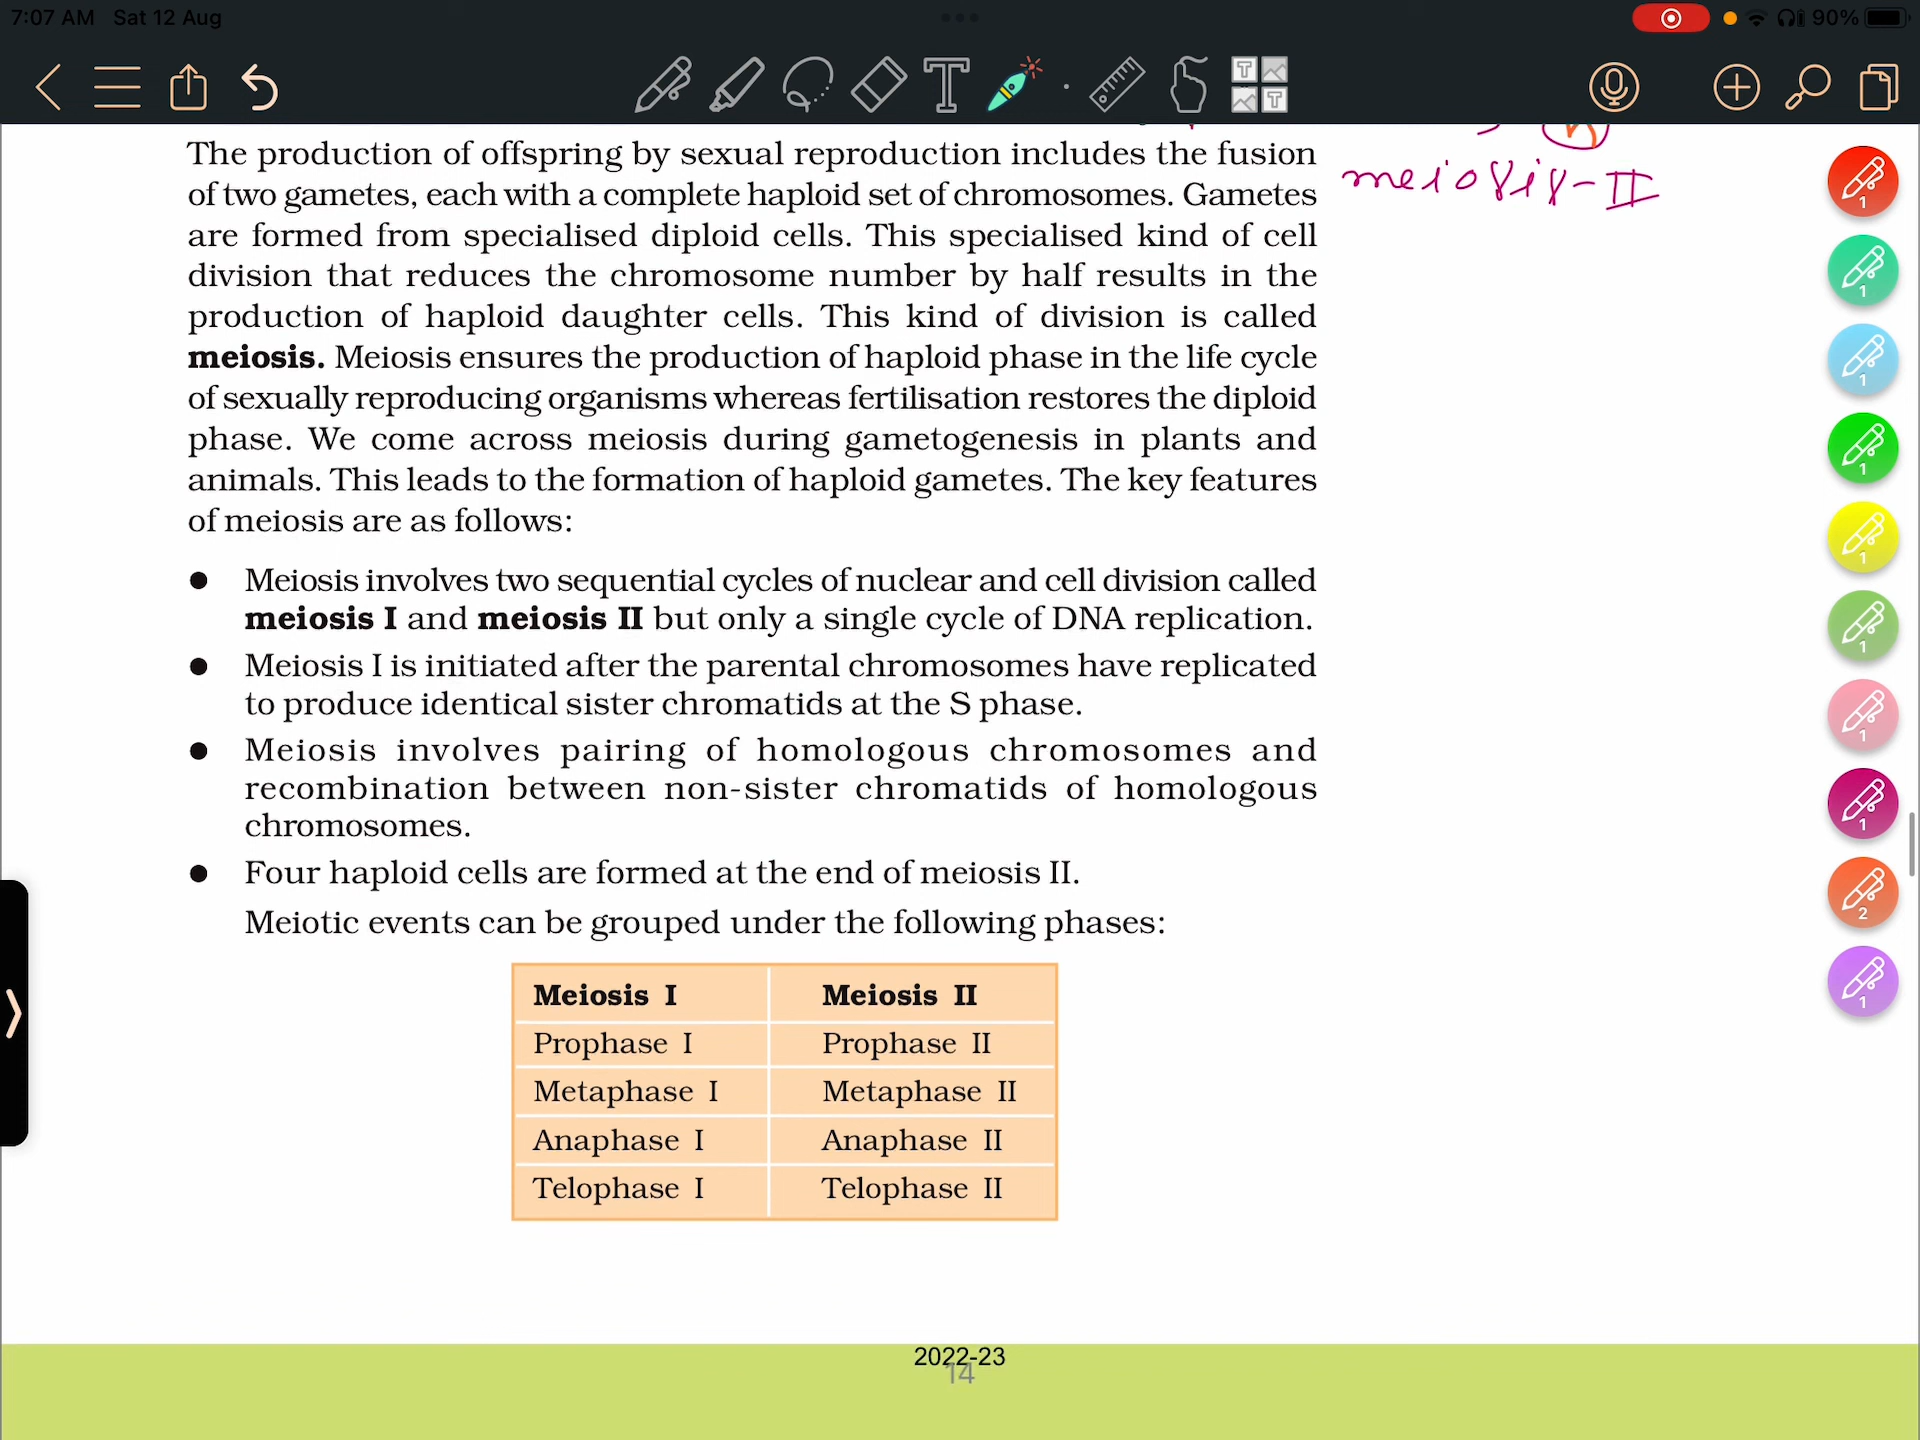 7:07 AM Sat 12 Aug
90%
The production of offspring by sexual reproduction includes the fusion
of two gametes, each with a complete haploid set of chromosomes. Gametes
are formed from specialised diploid cells. This specialised kind of cell
division that reduces the chromosome number by half results in the
production of haploid daughter cells. This kind of division is called
meiosis. Meiosis ensures the production of haploid phase in the life cycle
of sexually reproducing organisms whereas fertilisation restores the diploid
phase. We come across meiosis during gametogenesis in plants and
animals. This leads to the formation of haploid gametes. The key features
of meiosis are as follows:
meiosis-II
● Meiosis involves two sequential cycles of nuclear and cell division called
meiosis I and meiosis II but only a single cycle of DNA replication.
● Meiosis I is initiated after the parental chromosomes have replicated
to produce identical sister chromatids at the S phase.
● Meiosis involves pairing of homologous chromosomes and
recombination between non-sister chromatids of homologous
chromosomes.
● Four haploid cells are formed at the end of meiosis II.
Meiotic events can be grouped under the following phases:
Meiosis I Meiosis II
Prophase I Prophase II
Metaphase I Metaphase II
Anaphase I Anaphase II
Telophase I Telophase II
2022-23
14
1
1
1
1
1
1
1
1
2
1